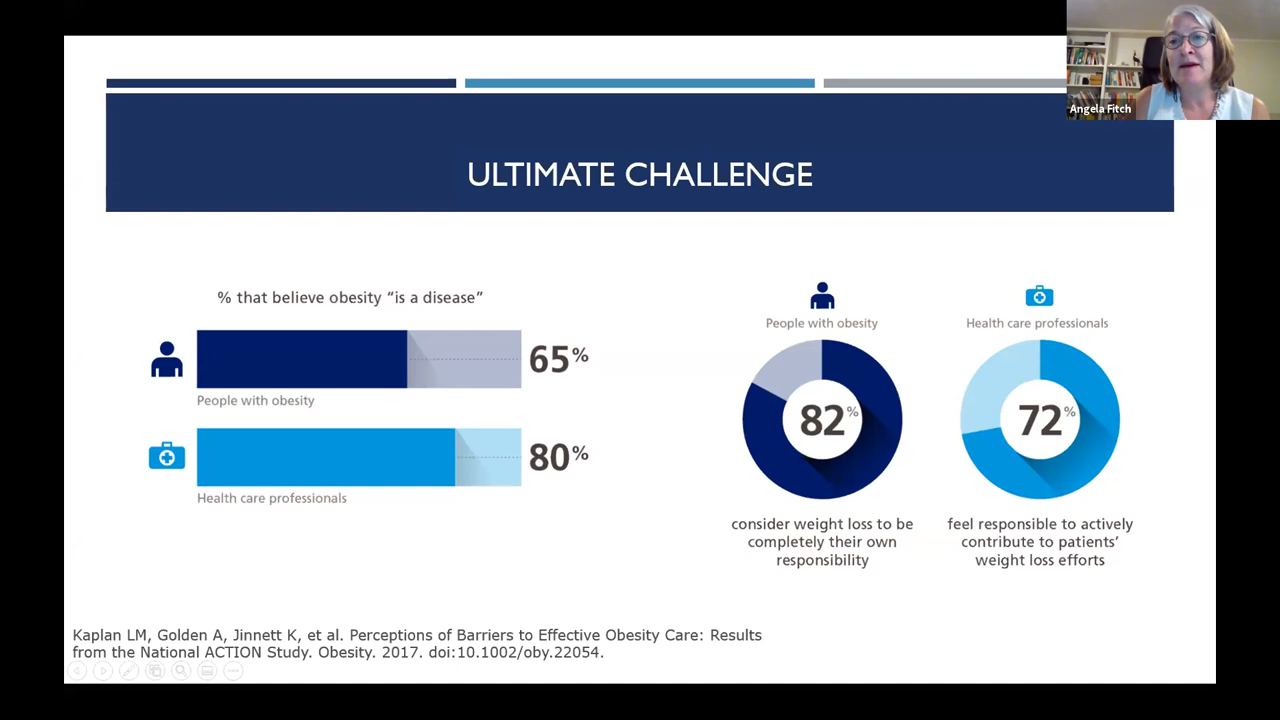 Angela Fitch
ULTIMATE CHALLENGE
% that believe obesity “is a disease”
65%
People with obesity
80%
Health care professionals
People with obesity
82%
consider weight loss to be
completely their own
responsibility
Health care professionals
72%
feel responsible to actively
contribute to patients’
weight loss efforts
Kaplan LM, Golden A, Jinnett K, et al. Perceptions of Barriers to Effective Obesity Care: Results
from the National ACTION Study. Obesity. 2017. doi:10.1002/oby.22054.